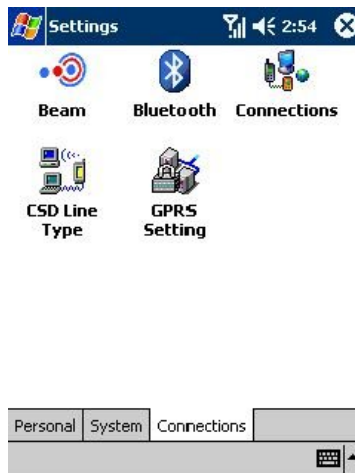 Settings 2:54
Beam Bluetooth Connections
CSD Line Type GPRS Setting
Personal System Connections